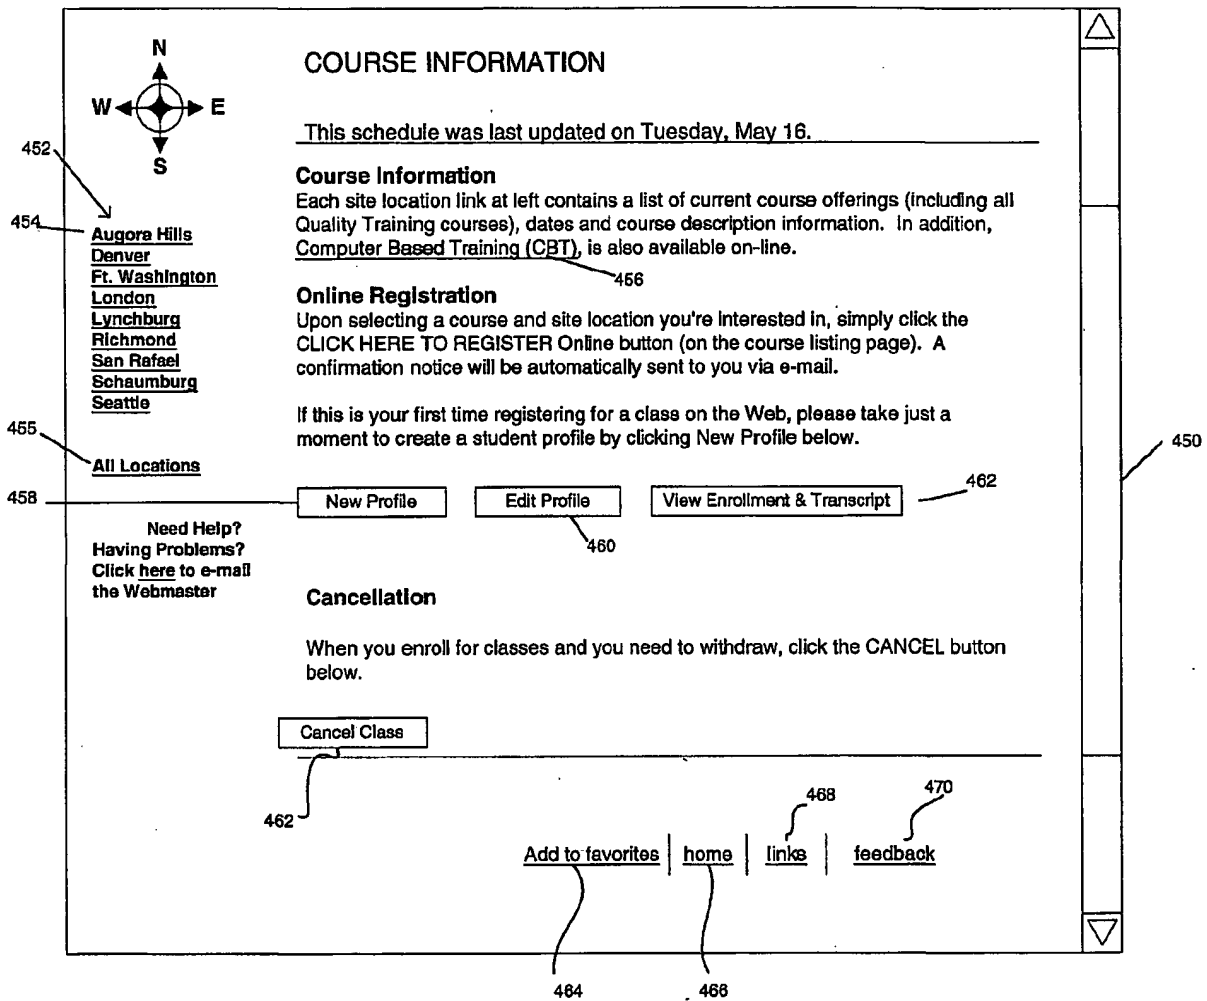 N
W E
S
COURSE INFORMATION
This schedule was last updated on Tuesday, May 16.
452
454
Augora Hills
Denver
Ft. Washington
London
Lynchburg
Richmond
San Rafael
Schaumburg
Seattle
455
All Locations
458
Need Help?
Having Problems?
Click here to e-mail
the Webmaster
Course Information
Each site location link at left contains a list of current course offerings (including all
Quality Training courses), dates and course description information. In addition,
Computer Based Training (CBT), is also available on-line.
456
Online Registration
Upon selecting a course and site location you're interested in, simply click the
CLICK HERE TO REGISTER Online button (on the course listing page). A
confirmation notice will be automatically sent to you via e-mail.
If this is your first time registering for a class on the Web, please take just a
moment to create a student profile by clicking New Profile below.
450
New Profile Edit Profile View Enrollment & Transcript
462
460
Cancellation
When you enroll for classes and you need to withdraw, click the CANCEL button
below.
Cancel Class
462
468
470
Add to favorites home links feedback
464
466